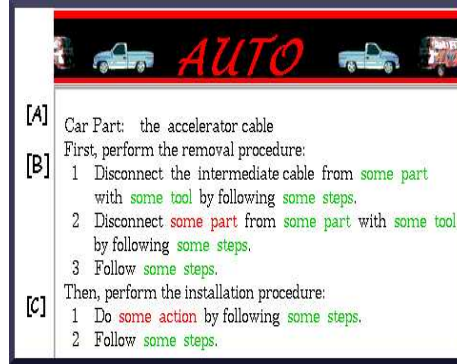 AUTO
[A] Car Part: the accelerator cable
[B] First, perform the removal procedure:
1 Disconnect the intermediate cable from some part
with some tool by following some steps.
2 Disconnect some part from some part with some tool
by following some steps.
3 Follow some steps.
[C] Then, perform the installation procedure:
1 Do some action by following some steps.
2 Follow some steps.